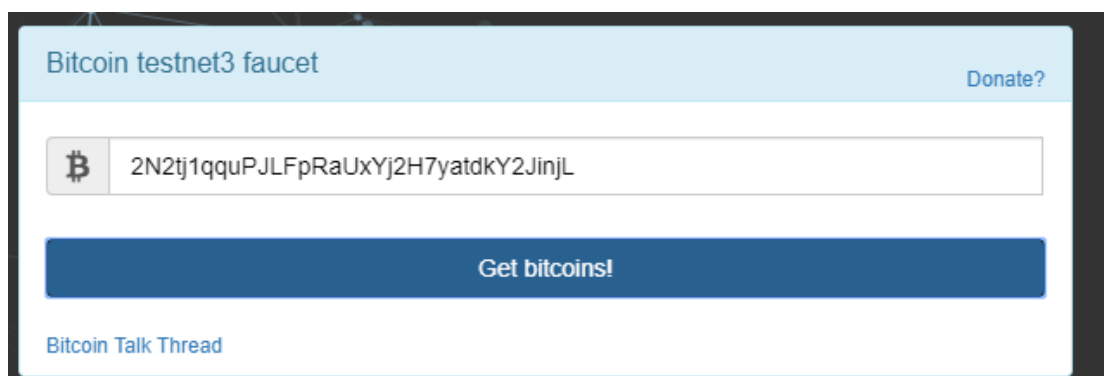 Bitcoin testnet3 faucet
Donate?
2N2tj1qquPJLFpRaUxYj2H7yatdkY2JinjL
Get bitcoins!
Bitcoin Talk Thread